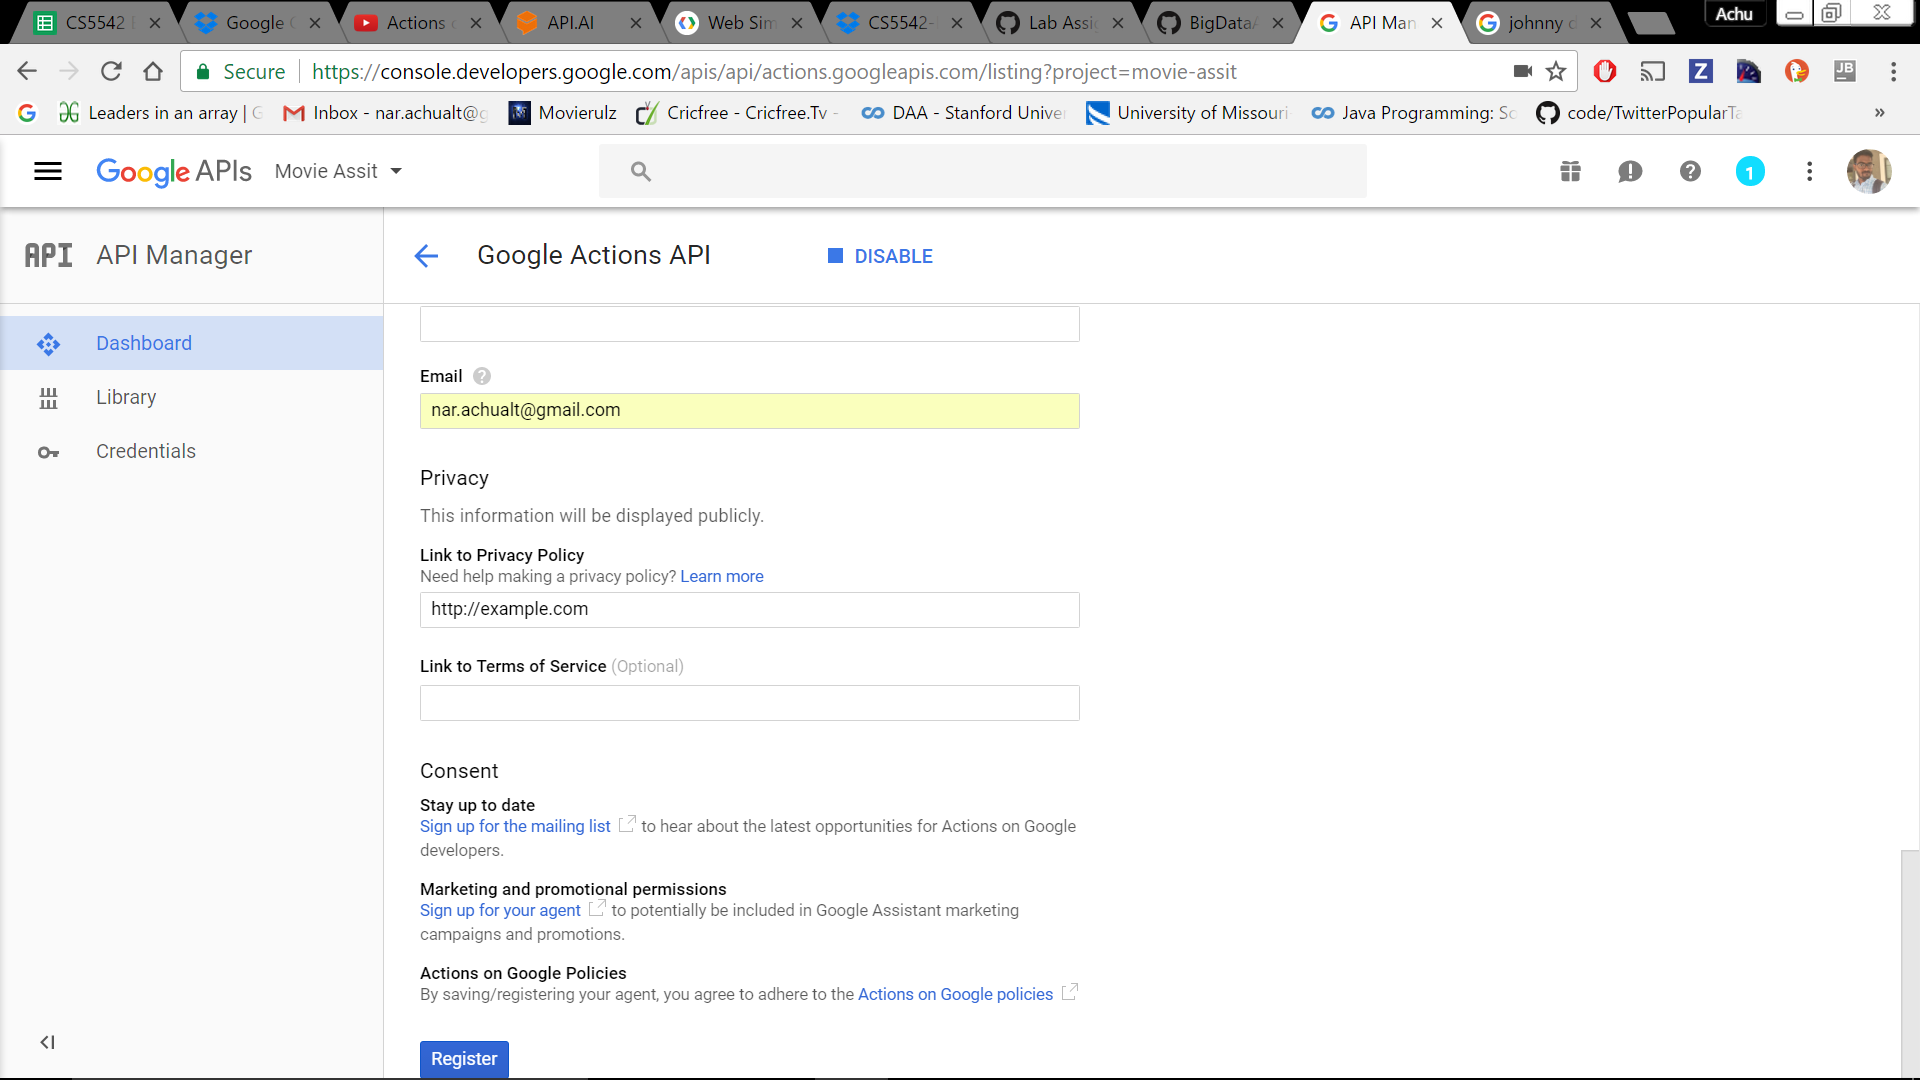 CS5542 B
Google C
Actions o
API.AI
Web Sim
CS5542-
Lab Assig
BigDataA
API Man
johnny d
Achu
Secure
https://console.developers.google.com/apis/api/actions.googleapis.com/listing?project=movie-assit
Z
JB
Leaders in an array | G
Inbox - nar.achualt@g
Movierulz
Cricfree - Cricfree.Tv -
DAA - Stanford Univer
University of Missouri
Java Programming: So
code/TwitterPopularTa
»
Google APIs
Movie Assit
1
API
API Manager
Google Actions API
DISABLE
Dashboard
Library
Credentials
Email
nar.achualt@gmail.com
Privacy
This information will be displayed publicly.
Link to Privacy Policy
Need help making a privacy policy? Learn more
http://example.com
Link to Terms of Service (Optional)
Consent
Stay up to date
Sign up for the mailing list to hear about the latest opportunities for Actions on Google
developers.
Marketing and promotional permissions
Sign up for your agent to potentially be included in Google Assistant marketing
campaigns and promotions.
Actions on Google Policies
By saving/registering your agent, you agree to adhere to the Actions on Google policies
Register